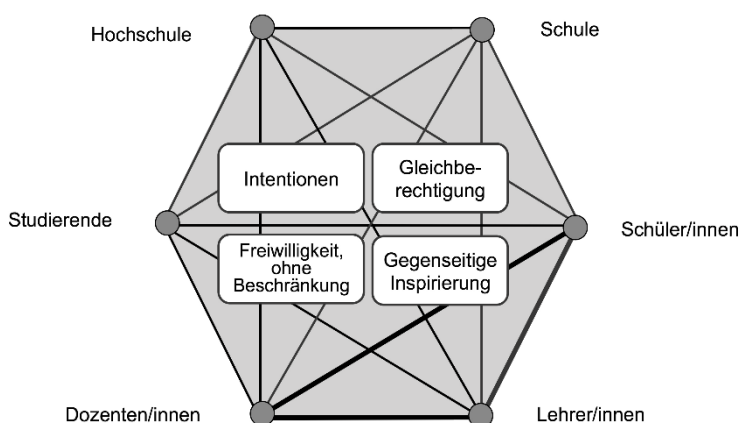 Hochschule
Schule
Intentionen
Gleichbe-
rechtigung
Studierende
Schüler/innen
Freiwilligkeit,
ohne
Beschränkung
Gegenseitige
Inspirierung
Dozenten/innen
Lehrer/innen